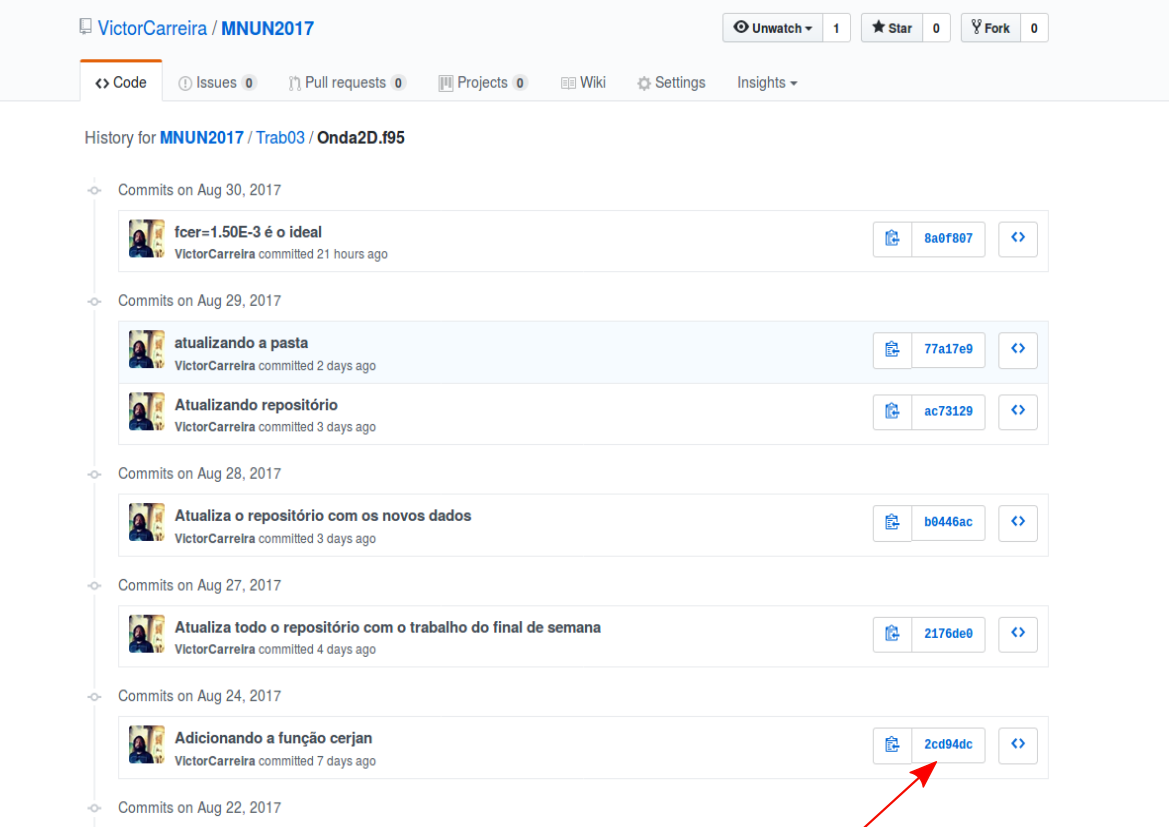 VictorCarreira / MNUN2017
Unwatch 1 Star 0 Fork 0
Code Issues 0 Pull requests 0 Projects 0 Wiki Settings Insights
History for MNUN2017 / Trab03 / Onda2D.f95
Commits on Aug 30, 2017
fcer=1.50E-3 é o ideal
VictorCarreira committed 21 hours ago
8a0f807
Commits on Aug 29, 2017
atualizando a pasta
VictorCarreira committed 2 days ago
77a17e9
Atualizando repositório
VictorCarreira committed 3 days ago
ac73129
Commits on Aug 28, 2017
Atualiza o repositório com os novos dados
VictorCarreira committed 3 days ago
b0446ac
Commits on Aug 27, 2017
Atualiza todo o repositório com o trabalho do final de semana
VictorCarreira committed 4 days ago
2176de0
Commits on Aug 24, 2017
Adicionando a função cerjan
VictorCarreira committed 7 days ago
2cd94dc
Commits on Aug 22, 2017